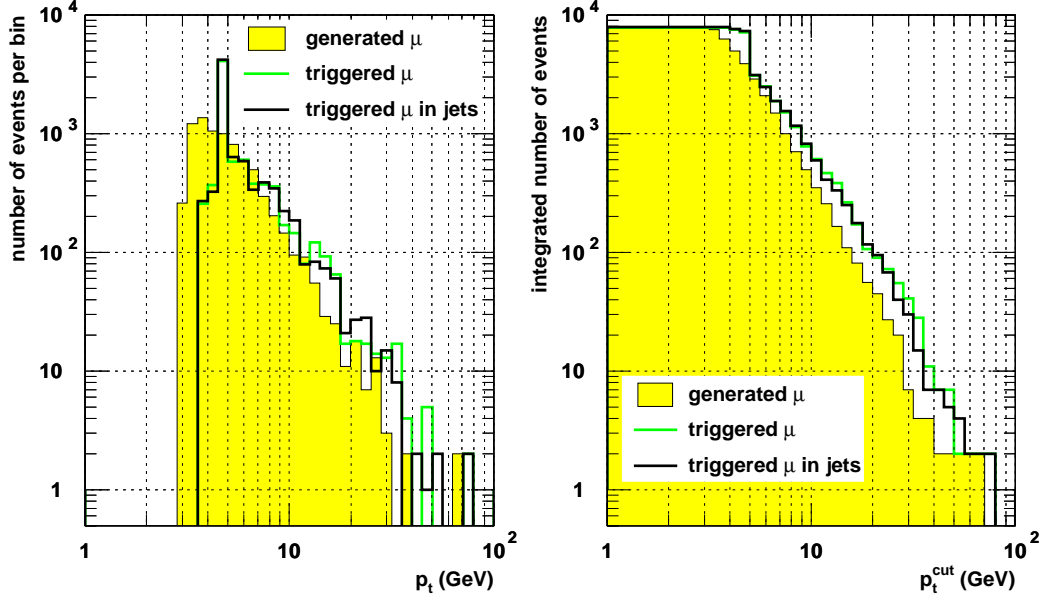 number of events per bin
10^4
10^3
10^2
10
1
generated μ
triggered μ
triggered μ in jets
1
10
10^2
p_t (GeV)
integrated number of events
10^4
10^3
10^2
10
1
generated μ
triggered μ
triggered μ in jets
1
10
10^2
p_t^cut (GeV)